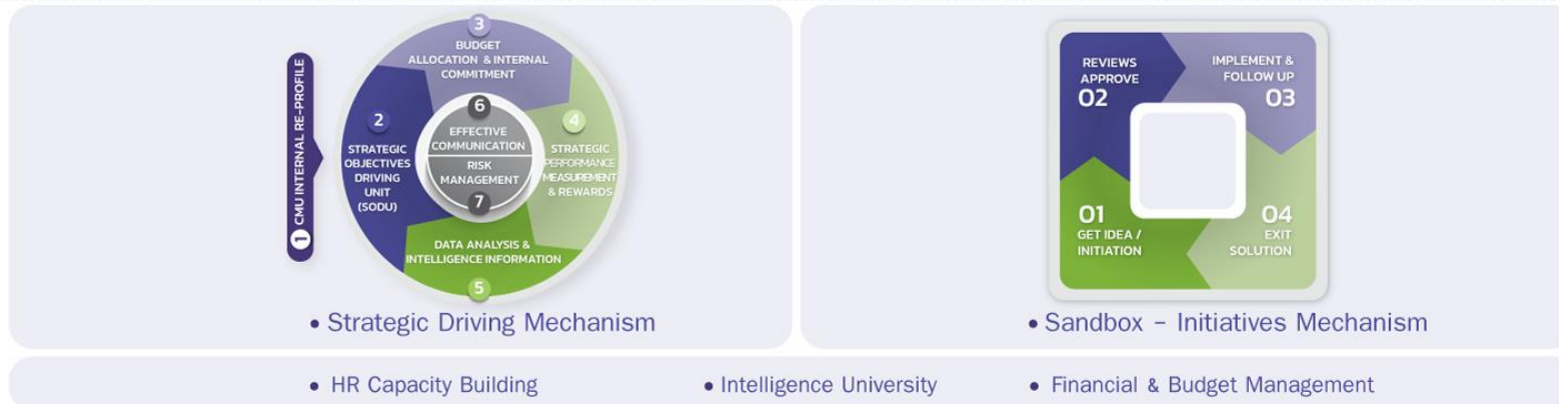 1 CMU INTERNAL RE-PROFILE
2
STRATEGIC
OBJECTIVES
DRIVING
UNIT
(SODU)
3
BUDGET
ALLOCATION & INTERNAL
COMMITMENT
4
STRATEGIC
PERFORMANCE
MEASUREMENT
& REWARDS
DATA ANALYSIS &
INTELLIGENCE INFORMATION
5
6
EFFECTIVE
COMMUNICATION
RISK
MANAGEMENT
7
• Strategic Driving Mechanism
01
GET IDEA /
INITIATION
REVIEWS
APPROVE
02
IMPLEMENT &
FOLLOW UP
03
04
EXIT
SOLUTION
• Sandbox – Initiatives Mechanism
• HR Capacity Building
• Intelligence University
• Financial & Budget Management